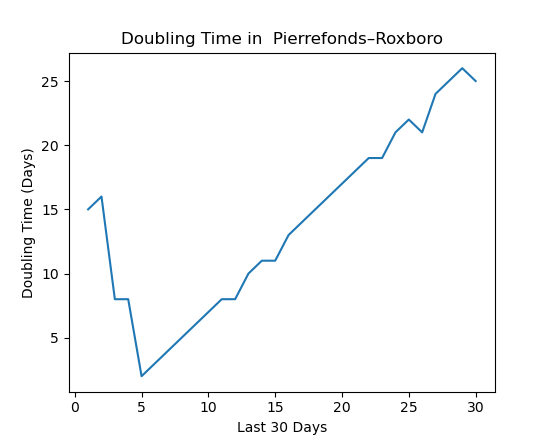 Doubling Time in  Pierrefonds–Roxboro
Doubling Time (Days)
25
20
15
10
5
0 5 10 15 20 25 30
Last 30 Days